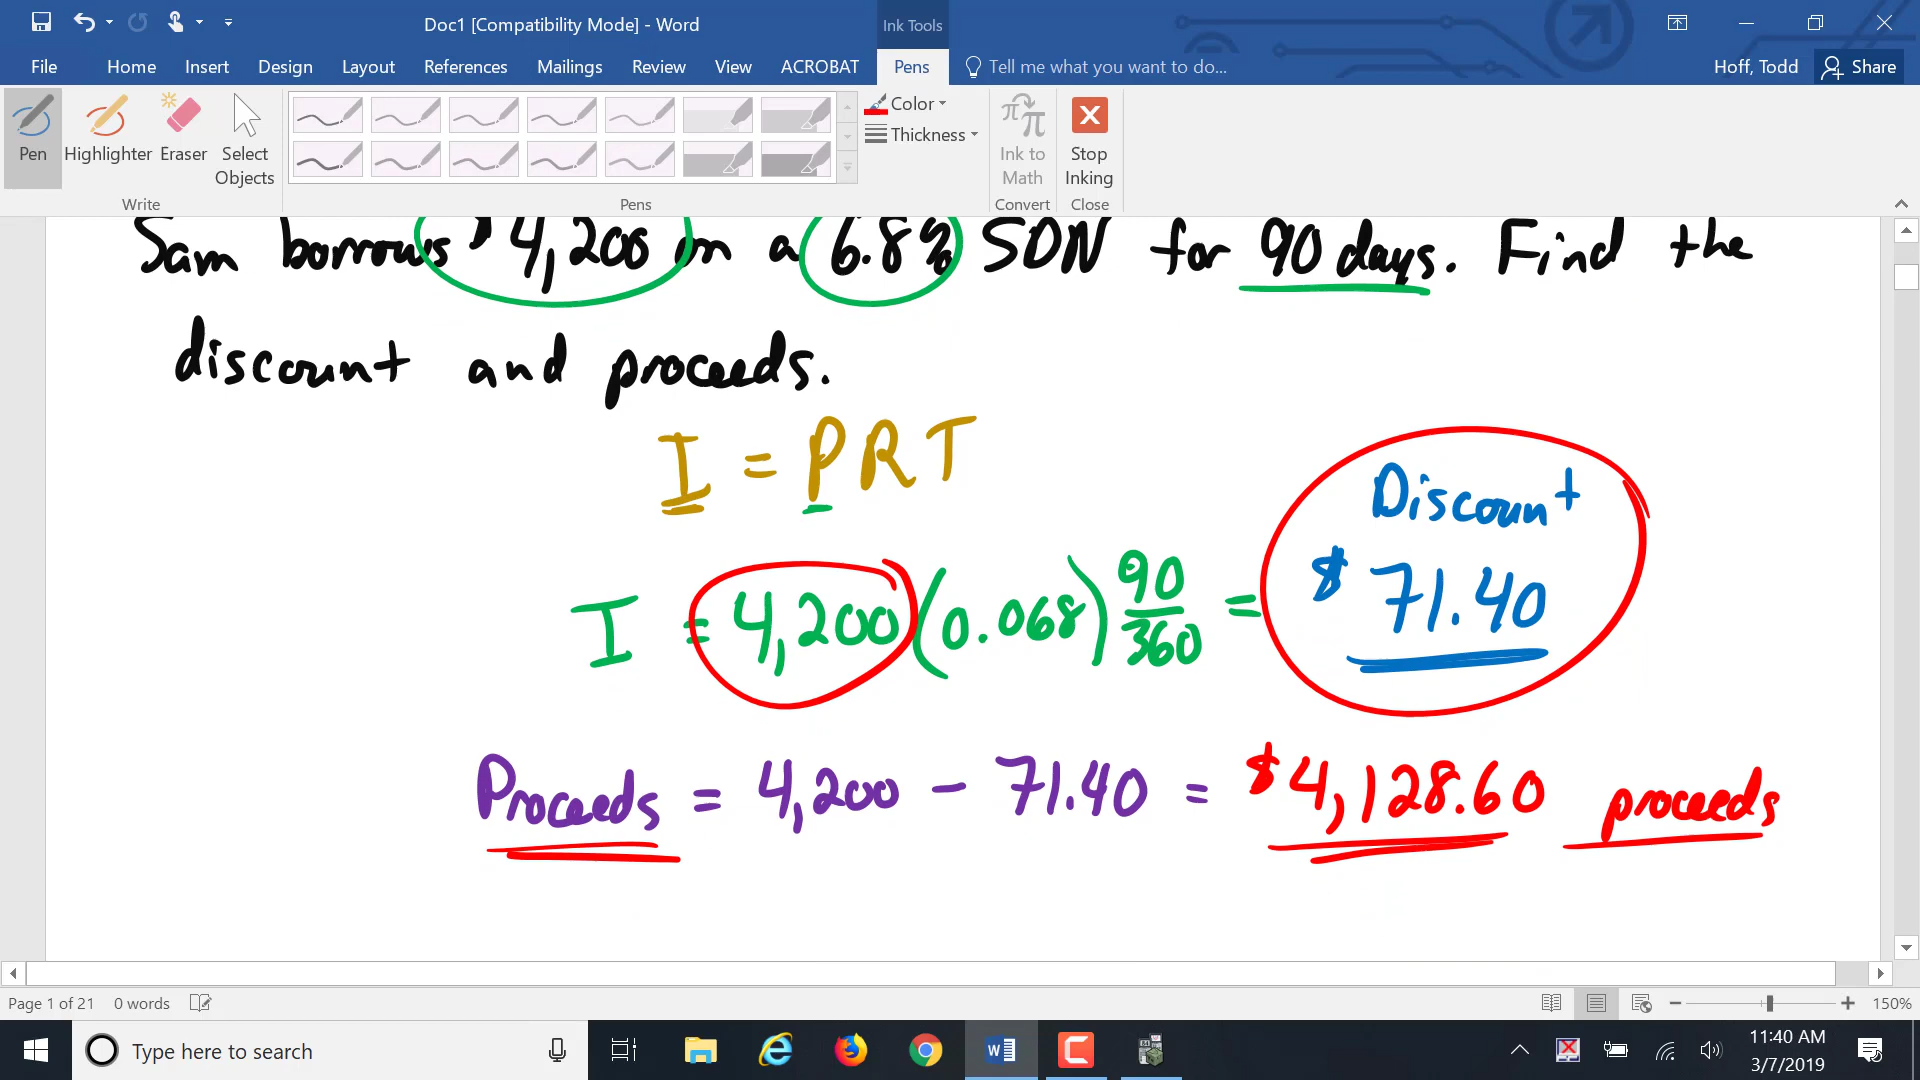 Doc1 [Compatibility Mode] - Word
Ink Tools
File Home Insert Design Layout References Mailings Review View ACROBAT Pens Tell me what you want to do... Hoff, Todd Share
Pen Highlighter Eraser Select Objects
Color
Thickness
Ink to Math
Stop Inking
Write Pens Convert Close
Sam borrows $4,200 on a 6.8% SDN for 90 days. Find the
discount and proceeds.
I = PRT
Discount
I = 4,200(0.068) 90/360 = $71.40
Proceeds = 4,200 - 71.40 = $4,128.60 proceeds
Page 1 of 21 0 words 150%
Type here to search
11:40 AM
3/7/2019